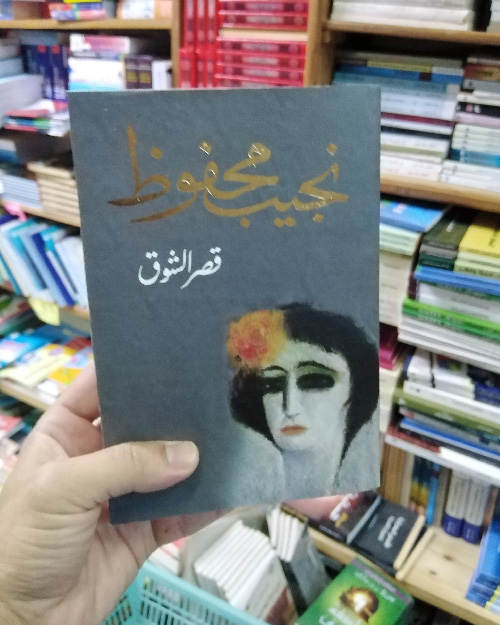 نجيب محفوظ
قصر الشوق